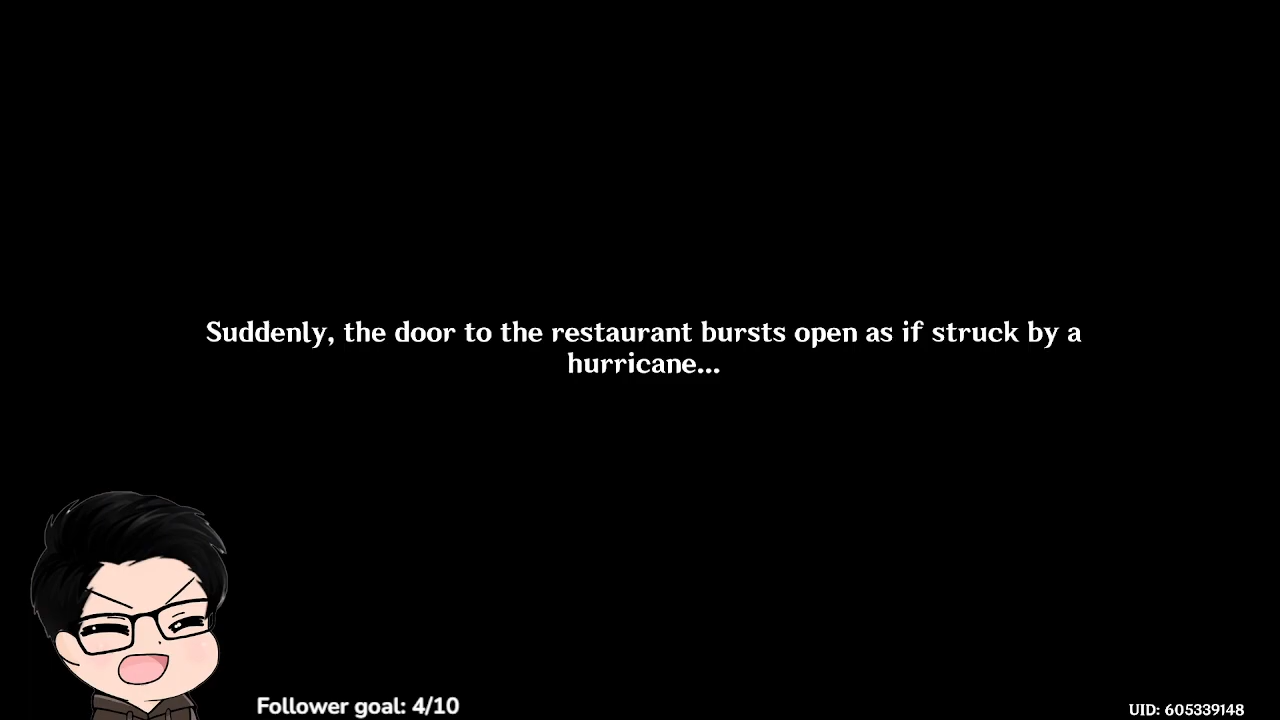 Suddenly, the door to the restaurant bursts open as if struck by a
hurricane...
Follower goal: 4/10
UID: 605339148